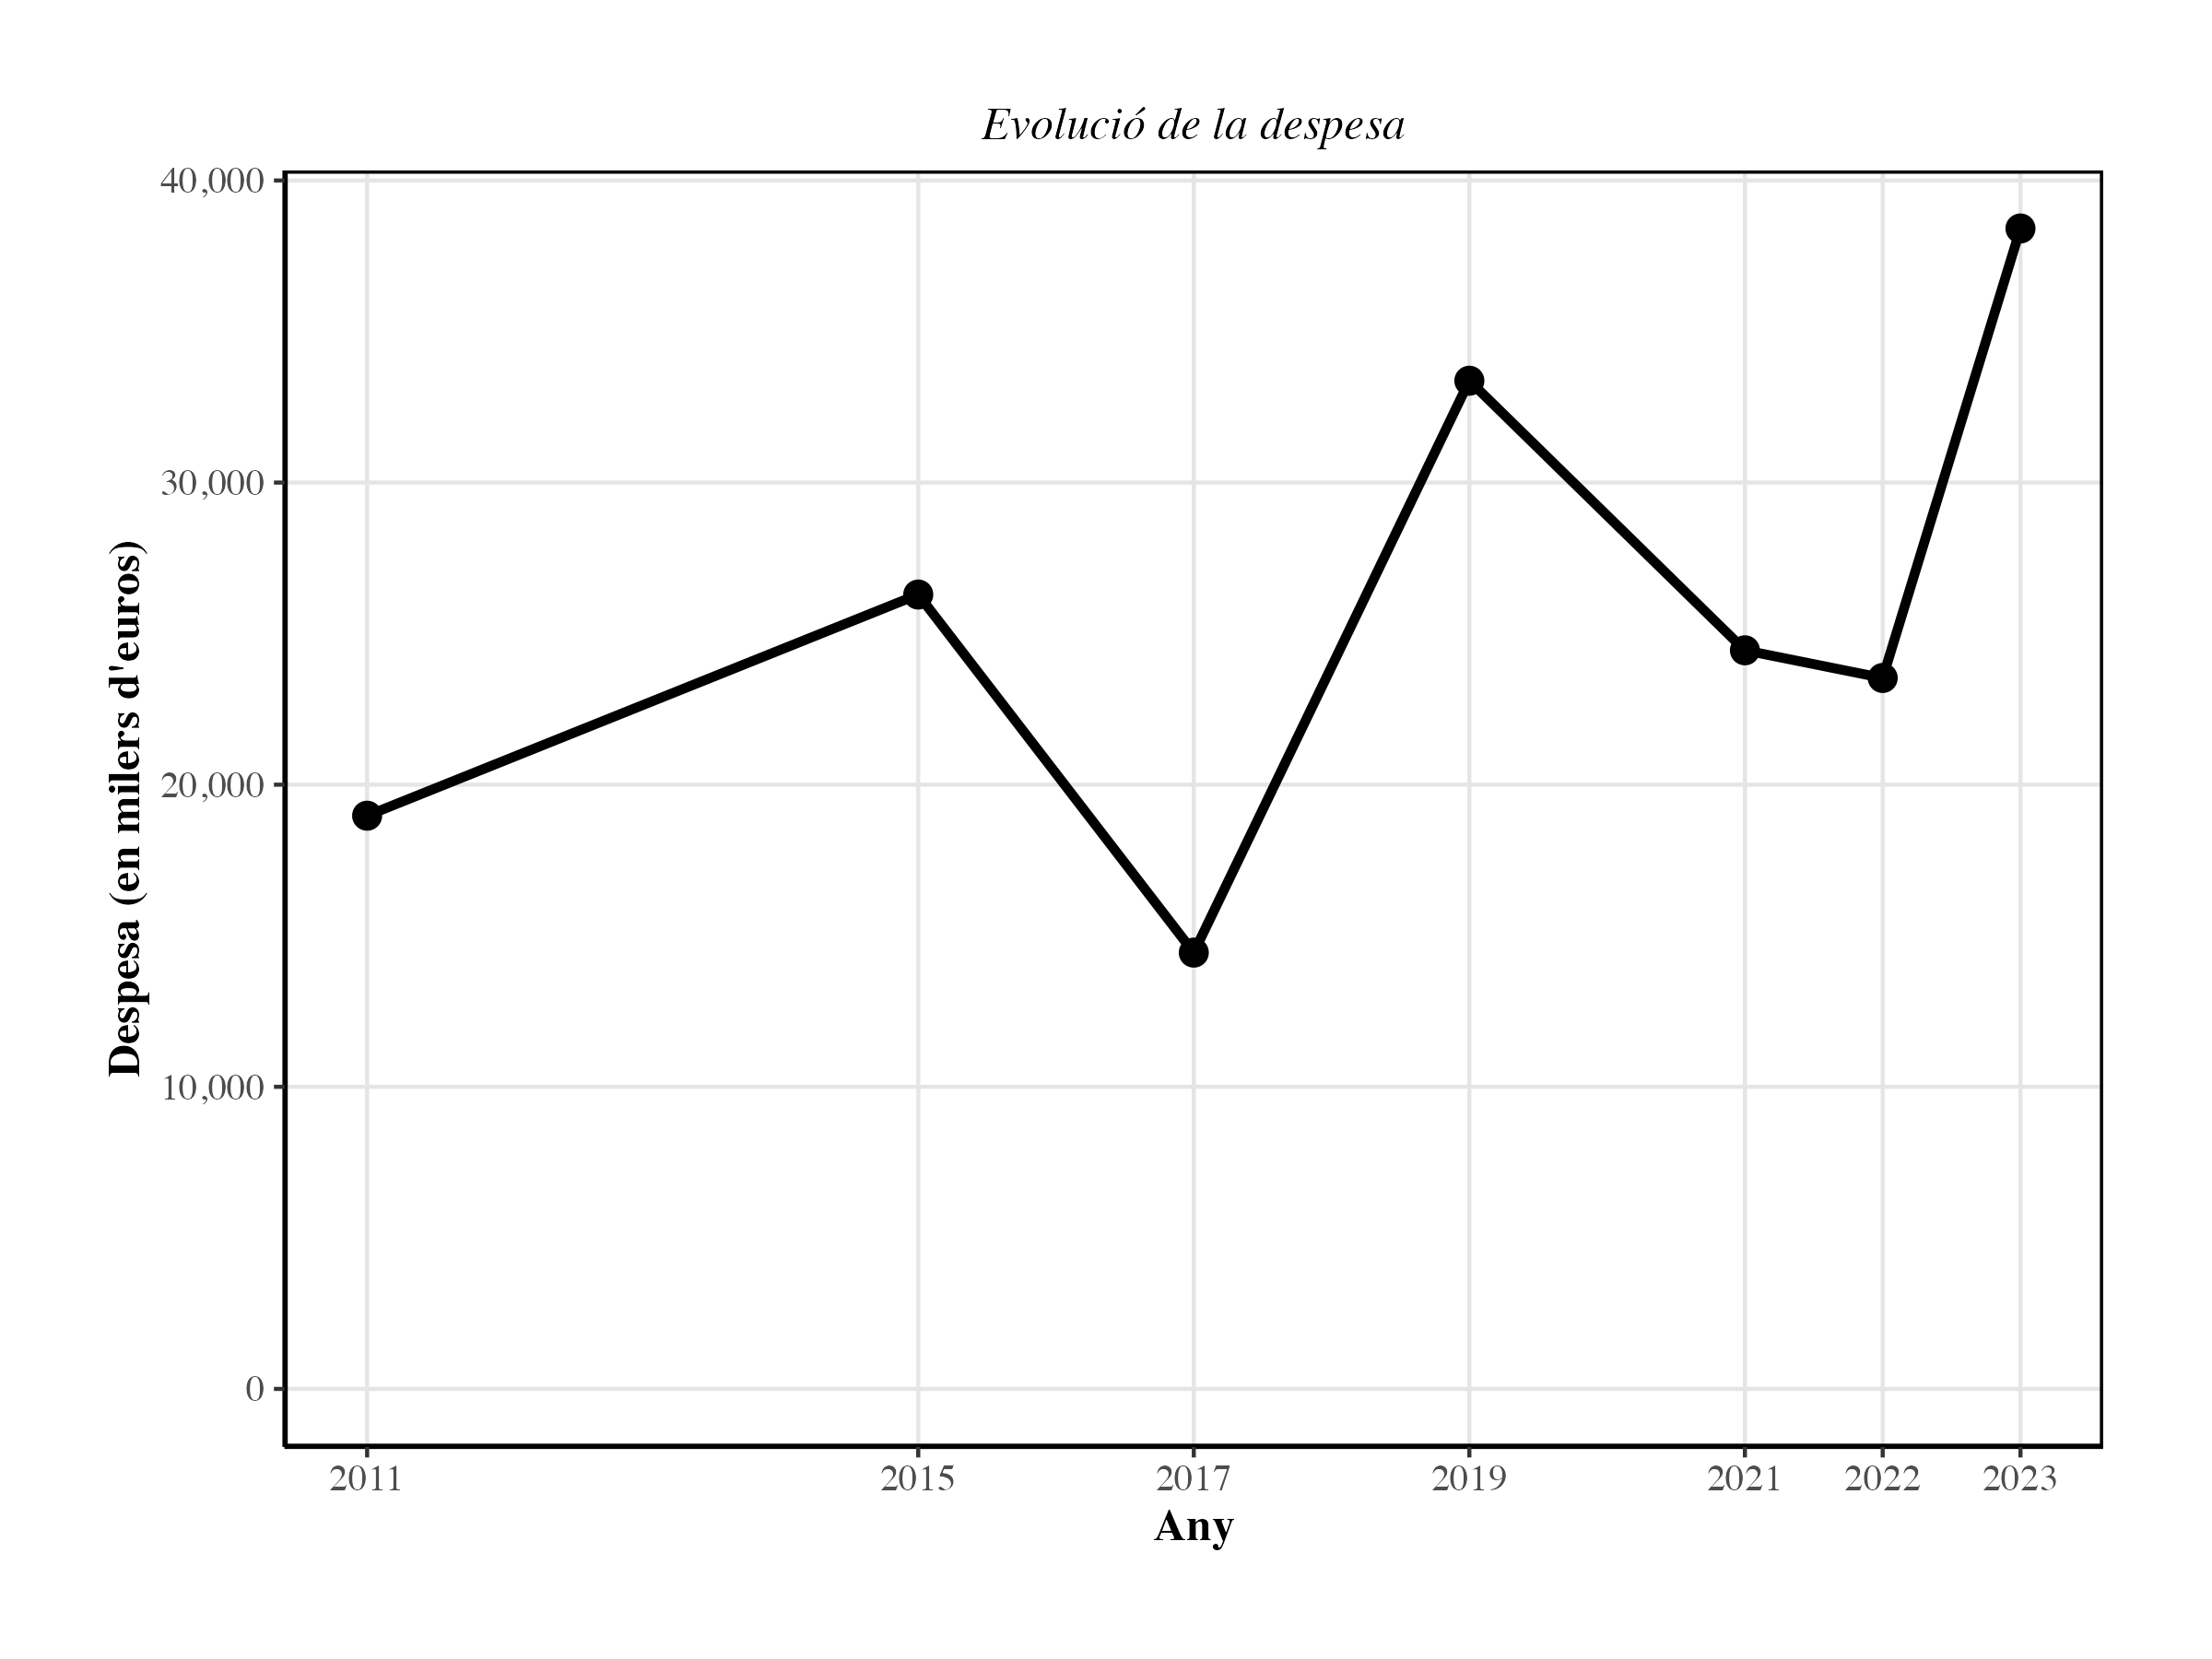 Evolució de la despesa
40,000
30,000
20,000
10,000
0
Despesa (en milers d'euros)
2011 2015 2017 2019 2021 2022 2023
Any